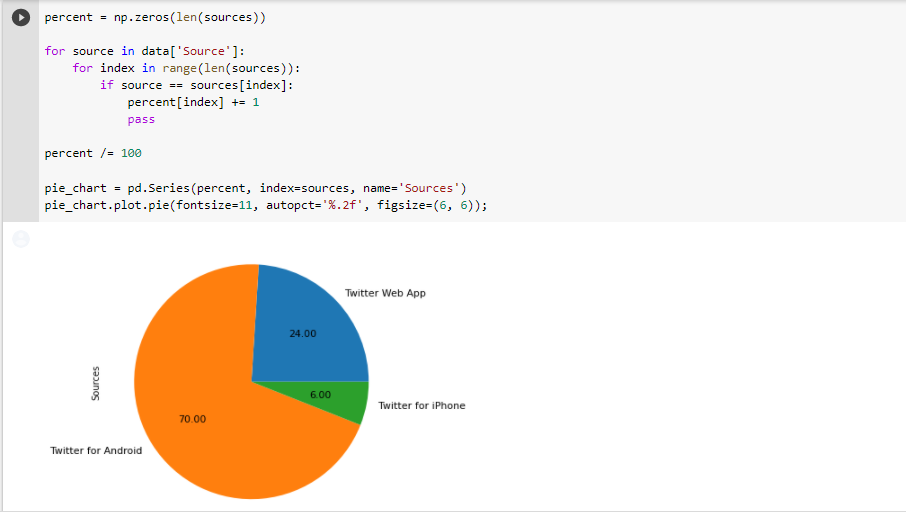 percent = np.zeros(len(sources))
for source in data['Source']:
for index in range(len(sources)):
if source == sources[index]:
percent[index] += 1
pass
percent /= 100
pie_chart = pd.Series(percent, index=sources, name='Sources')
pie_chart.plot.pie(fontsize=11, autopct='%.2f', figsize=(6, 6));
Twitter Web App
24.00
Sources
6.00
Twitter for iPhone
70.00
Twitter for Android